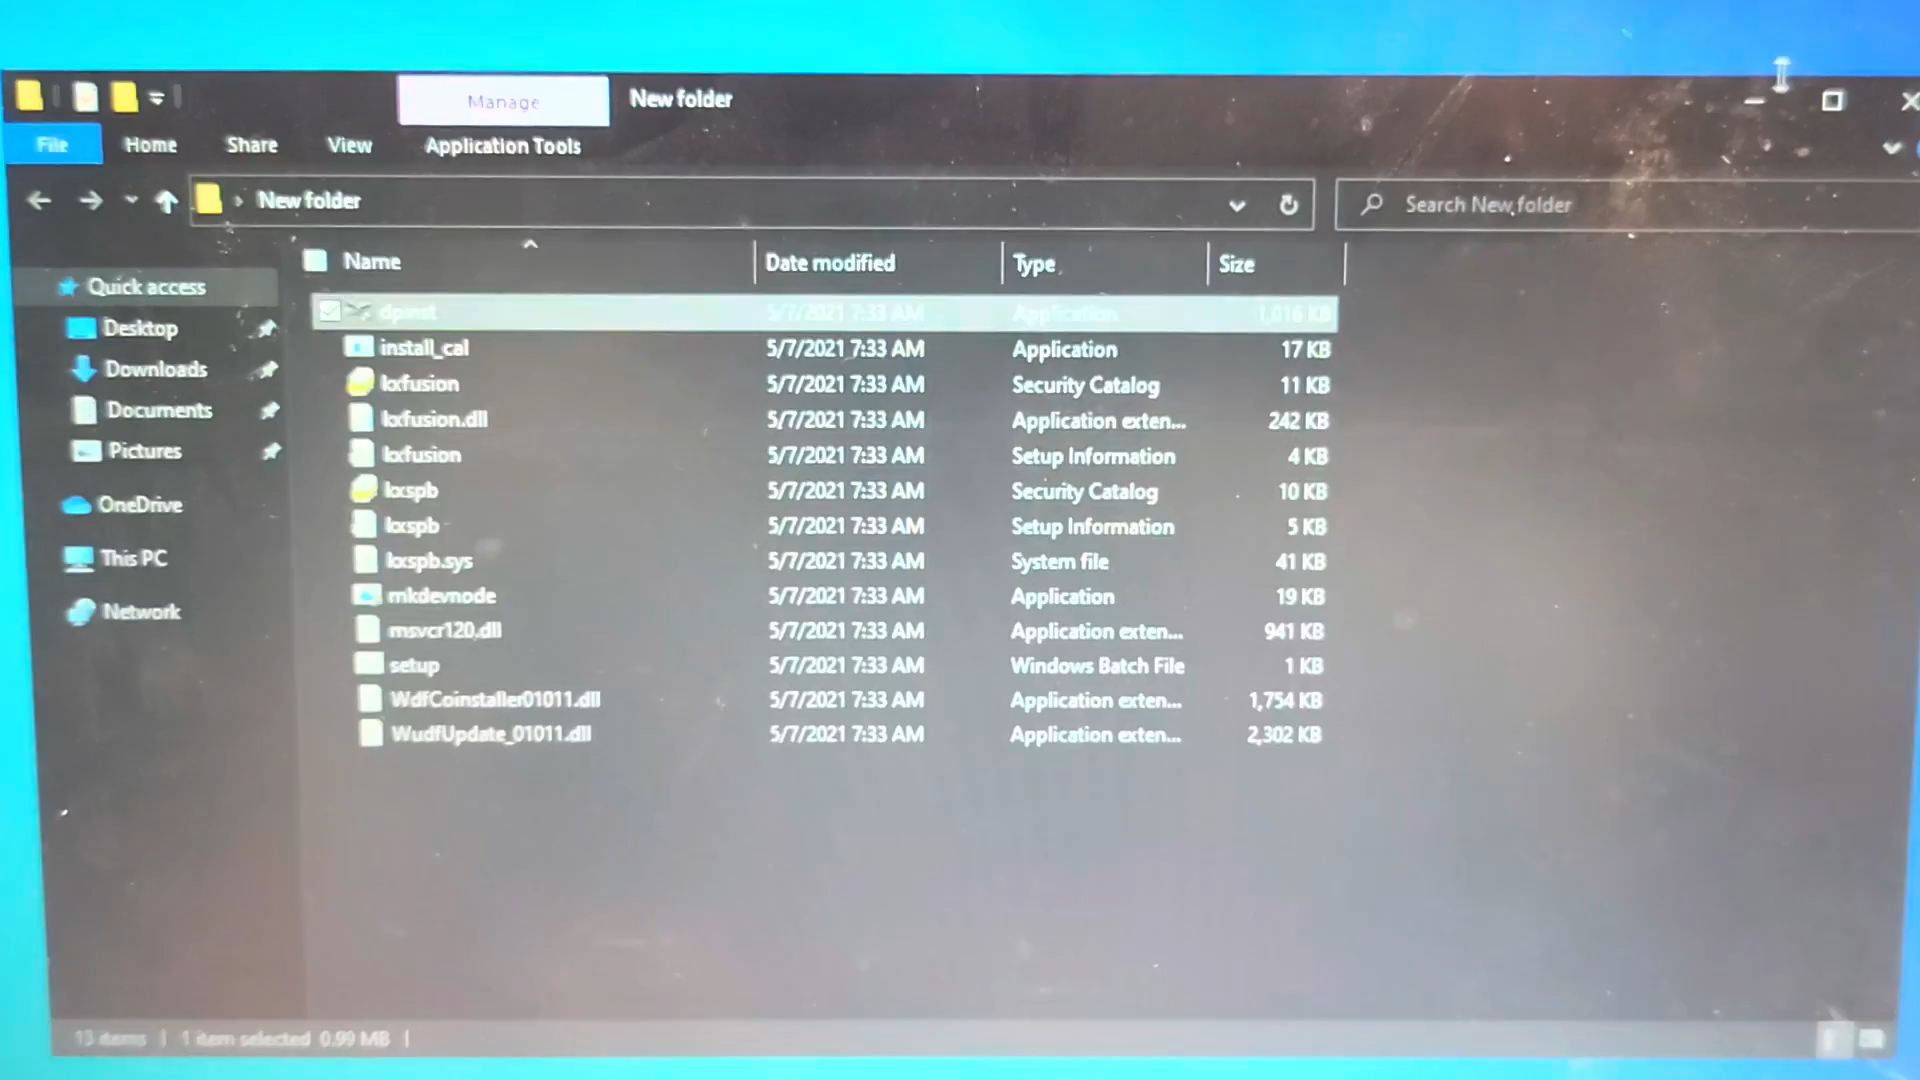 Manage New folder
File Home Share View Application Tools
New folder Search New folder
Name Date modified Type Size
Quick access
Desktop
Downloads
Documents
Pictures
OneDrive
This PC
Network
dpinst 5/7/2021 7:33 AM Application 1,016 KB
install_cal 5/7/2021 7:33 AM Application 17 KB
kxfusion 5/7/2021 7:33 AM Security Catalog 11 KB
kxfusion.dll 5/7/2021 7:33 AM Application exten... 242 KB
kxfusion 5/7/2021 7:33 AM Setup Information 4 KB
kxspb 5/7/2021 7:33 AM Security Catalog 10 KB
kxspb 5/7/2021 7:33 AM Setup Information 5 KB
kxspb.sys 5/7/2021 7:33 AM System file 41 KB
mkdevnode 5/7/2021 7:33 AM Application 19 KB
msvcr120.dll 5/7/2021 7:33 AM Application exten... 941 KB
setup 5/7/2021 7:33 AM Windows Batch File 1 KB
WdfCoinstaller01011.dll 5/7/2021 7:33 AM Application exten... 1,754 KB
WudfUpdate_01011.dll 5/7/2021 7:33 AM Application exten... 2,302 KB
13 items 1 item selected 0.99 MB